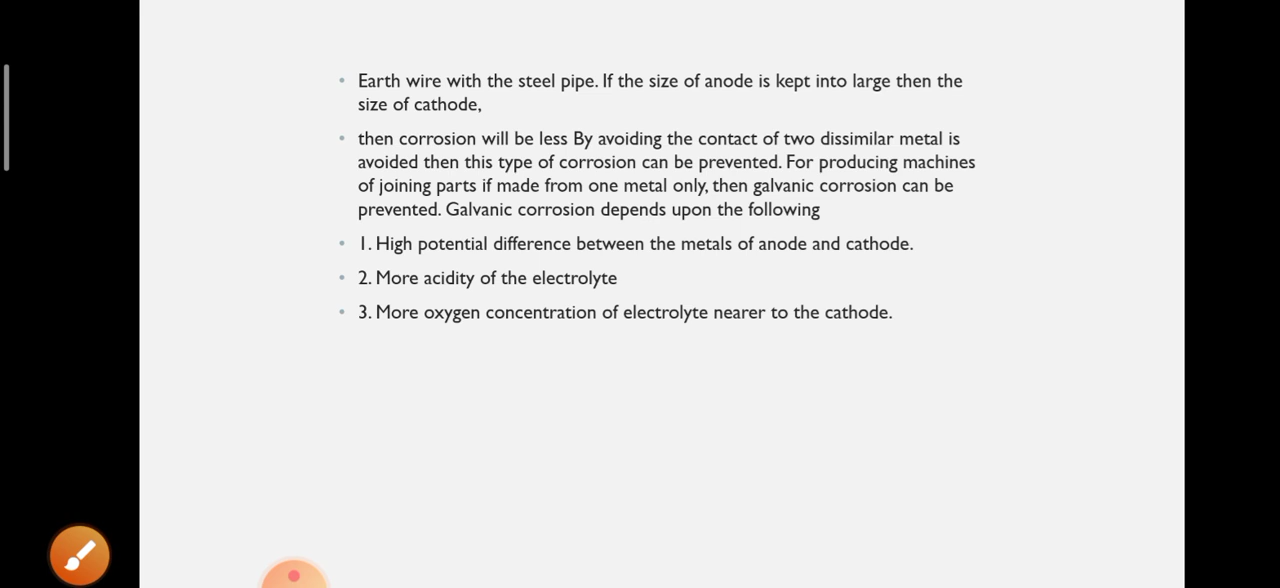 • Earth wire with the steel pipe. If the size of anode is kept into large then the
size of cathode,
• then corrosion will be less By avoiding the contact of two dissimilar metal is
avoided then this type of corrosion can be prevented. For producing machines
of joining parts if made from one metal only, then galvanic corrosion can be
prevented. Galvanic corrosion depends upon the following
• 1. High potential difference between the metals of anode and cathode.
• 2. More acidity of the electrolyte
• 3. More oxygen concentration of electrolyte nearer to the cathode.